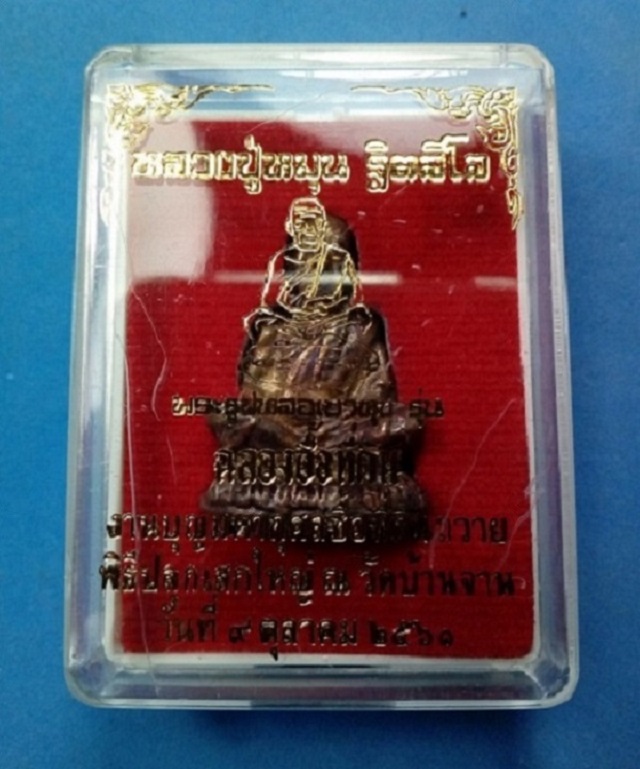 หลวงปู่หมุน ฐิตสีโล
พระรูปหล่อเบ้าทุบ รุ่น
งานบุญ
พิธีปลุกเสกใหญ่ ณ วัดบ้านจาน
วันที่ ๙ ตุลาคม ๒๕๖๑